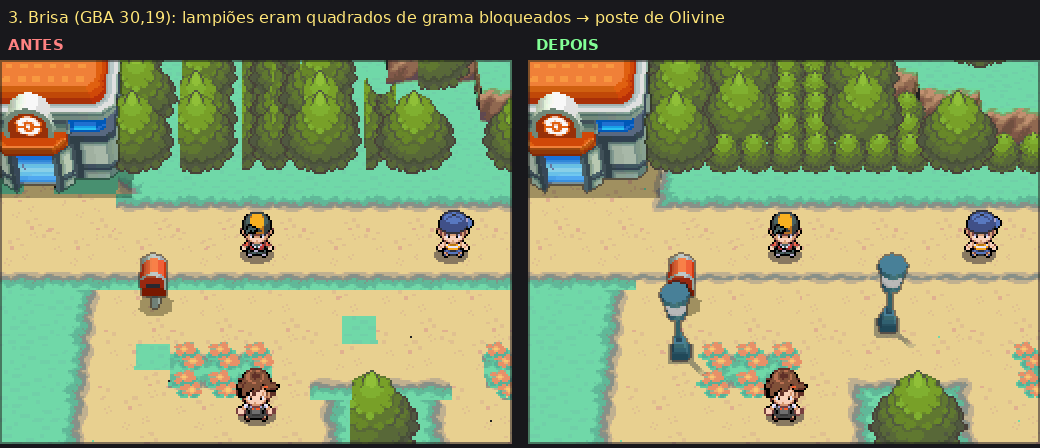 3. Brisa (GBA 30,19): lampiões eram quadrados de grama bloqueados → poste de Olivine
ANTES
DEPOIS